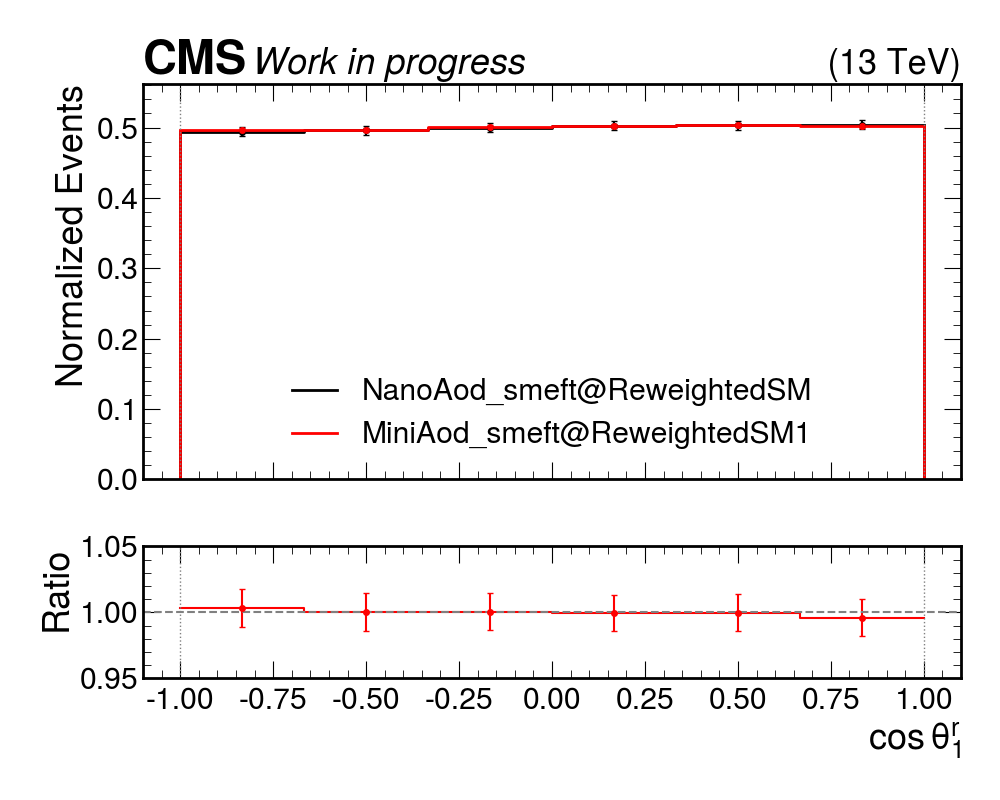 CMS Work in progress (13 TeV)
Normalized Events
0.5
0.4
0.3
0.2
0.1
0.0
NanoAod_smeft@ReweightedSM
MiniAod_smeft@ReweightedSM1
Ratio
1.05
1.00
0.95
-1.00 -0.75 -0.50 -0.25 0.00 0.25 0.50 0.75 1.00
cos θ₁ʳ